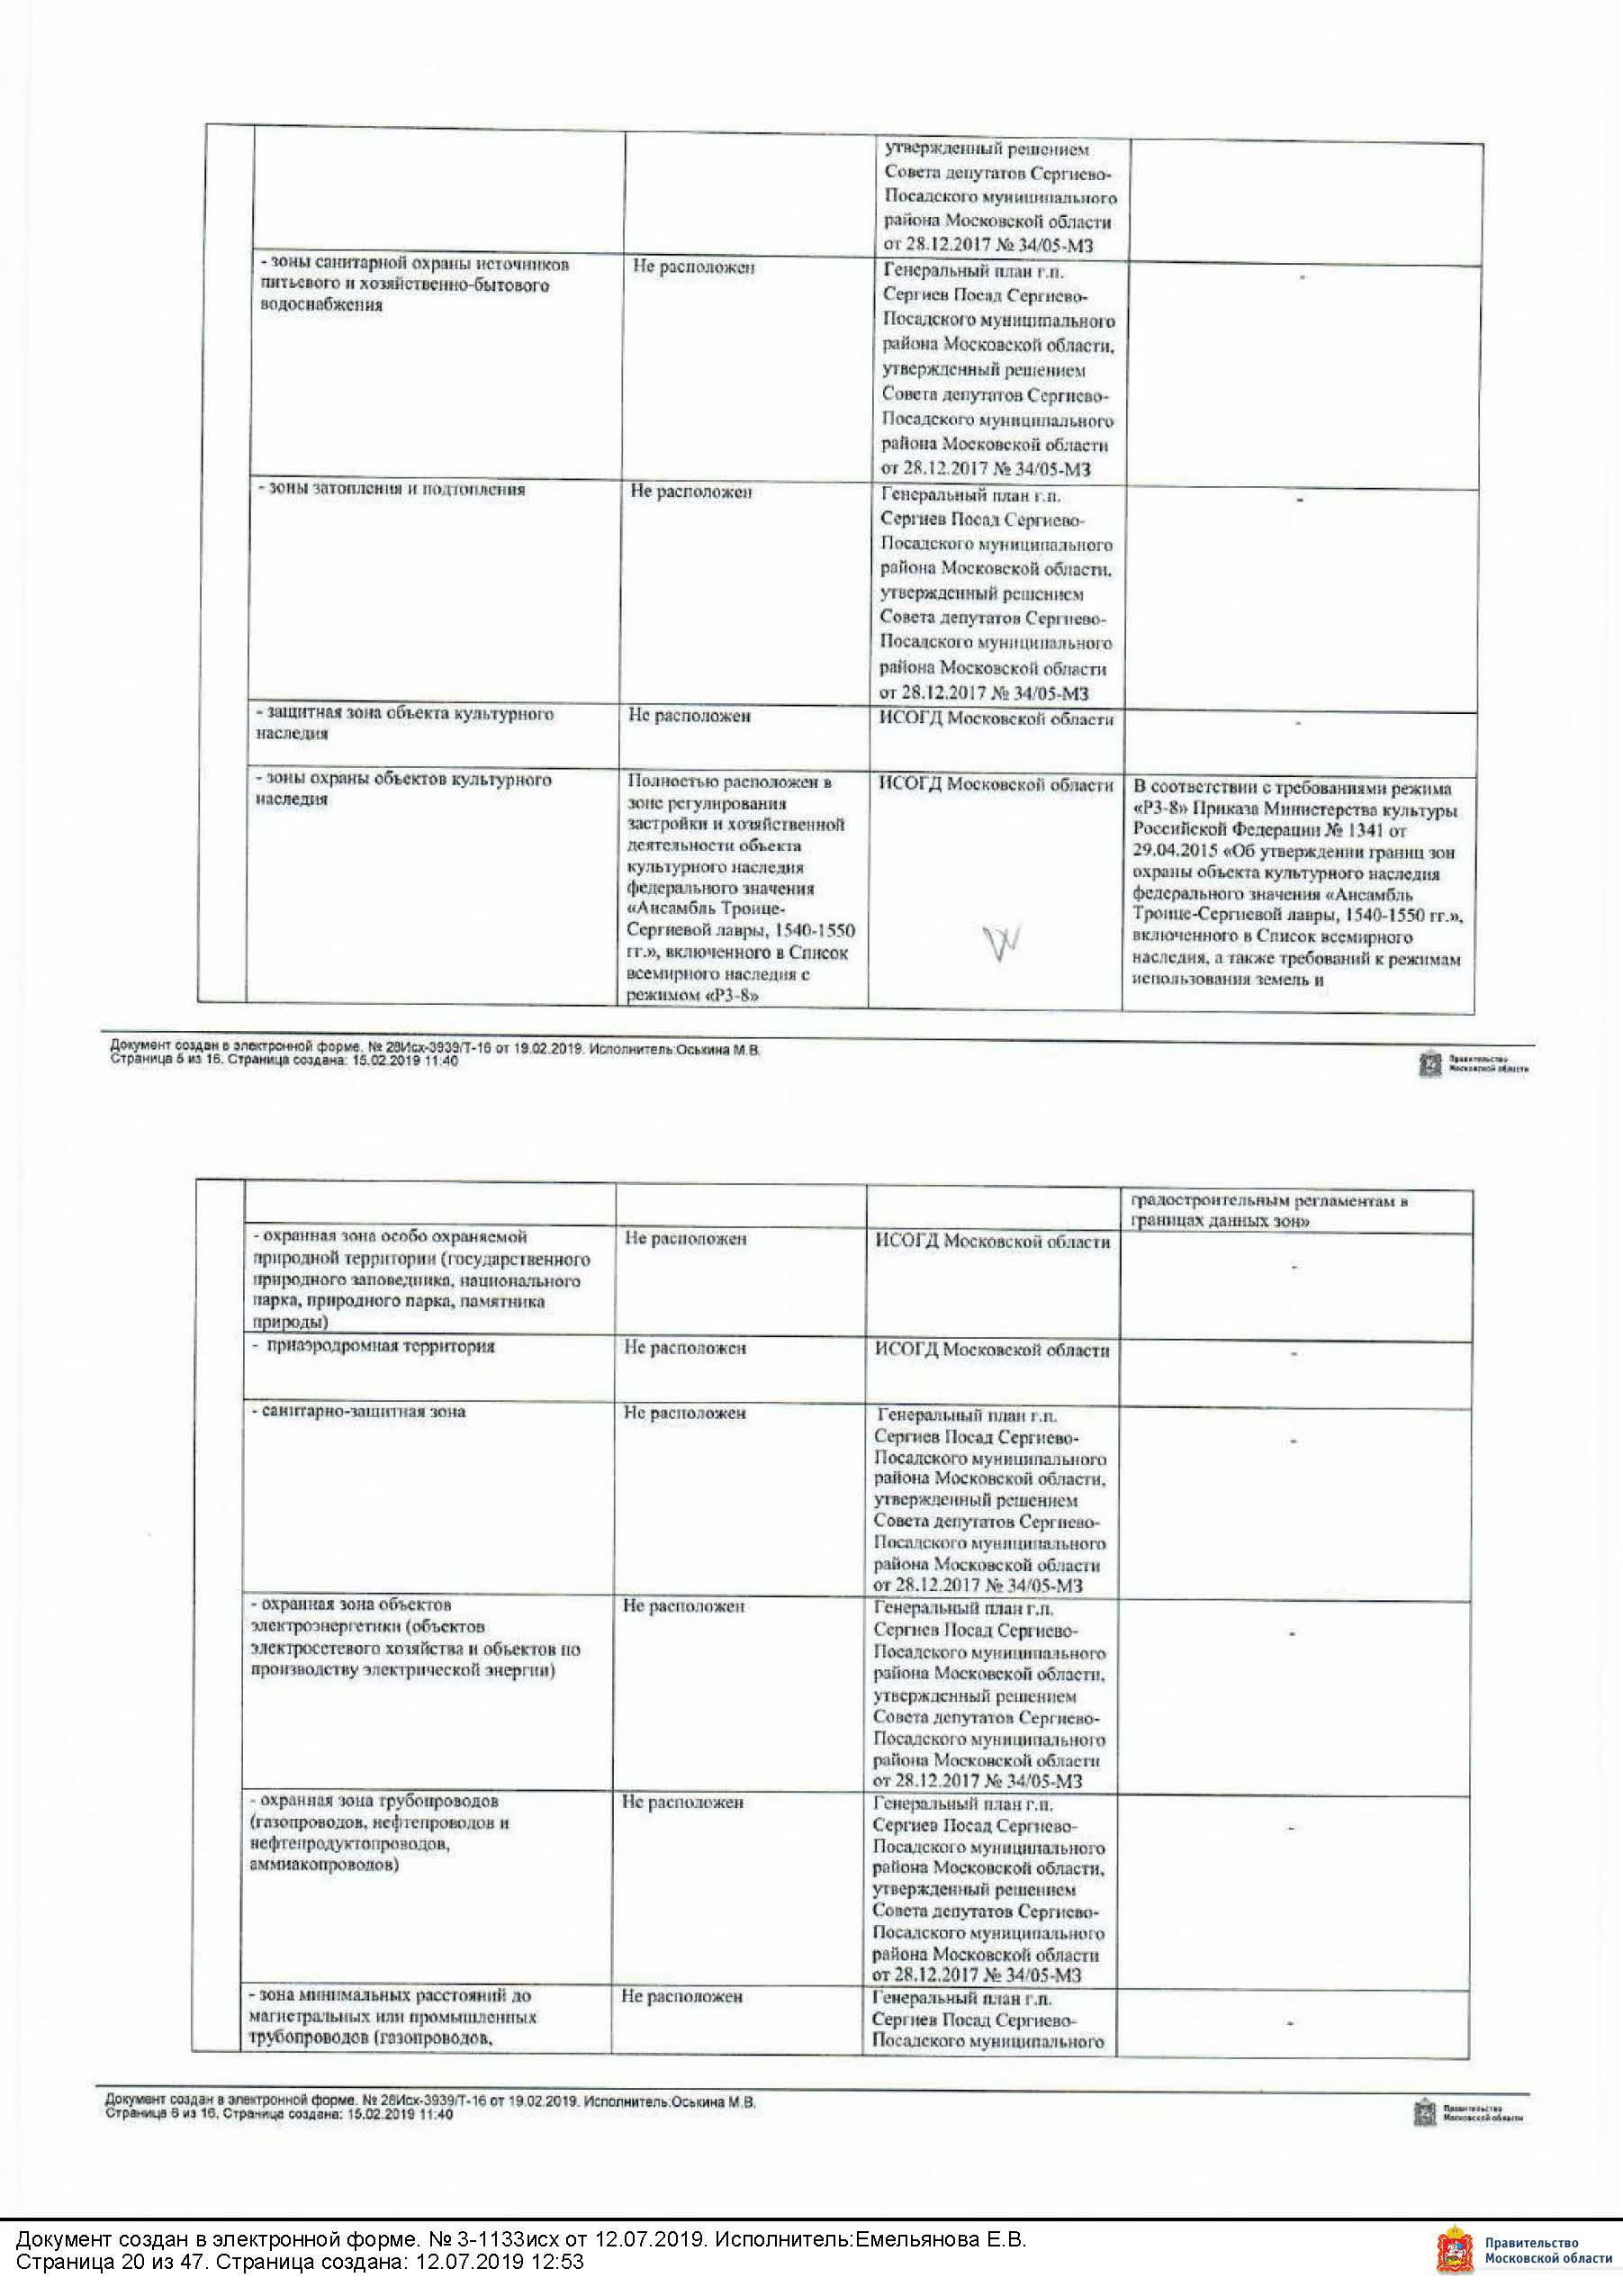 утвержденный решением
Совета депутатов Сергиево-
Посадского муниципального
района Московской области
от 28.12.2017 № 34/05-МЗ
- зоны санитарной охраны источников
питьевого и хозяйственно-бытового
водоснабжения
Не расположен
Генеральный план г.п.
Сергиев Посад Сергиево-
Посадского муниципального
района Московской области,
утвержденный решением
Совета депутатов Сергиево-
Посадского муниципального
района Московской области
от 28.12.2017 № 34/05-МЗ
-
- зоны затопления и подтопления
Не расположен
Генеральный план г.п.
Сергиев Посад Сергиево-
Посадского муниципального
района Московской области,
утвержденный решением
Совета депутатов Сергиево-
Посадского муниципального
района Московской области
от 28.12.2017 № 34/05-МЗ
-
- защитная зона объекта культурного
наследия
Не расположен
ИСОГД Московской области
-
- зоны охраны объектов культурного
наследия
Полностью расположен в
зоне регулирования
застройки и хозяйственной
деятельности объекта
культурного наследия
федерального значения
«Ансамбль Троице-
Сергиевой лавры, 1540-1550
гг.», включенного в Список
всемирного наследия с
режимом «РЗ-8»
ИСОГД Московской области
В соответствии с требованиями режима
«РЗ-8» Приказа Министерства культуры
Российской Федерации № 1341 от
29.04.2015 «Об утверждении границ зон
охраны объекта культурного наследия
федерального значения «Ансамбль
Троице-Сергиевой лавры, 1540-1550 гг.»,
включенного в Список всемирного
наследия, а также требований к режимам
использования земель и
Документ создан в электронной форме. № 28Исх-3939/Т-16 от 19.02.2019. Исполнитель:Оськина М.В.
Страница 5 из 16. Страница создана: 15.02.2019 11:40
Правительство
Московской области
градостроительным регламентам в
границах данных зон»
- охранная зона особо охраняемой
природной территории (государственного
природного заповедника, национального
парка, природного парка, памятника
природы)
Не расположен
ИСОГД Московской области
-
- приаэродромная территория
Не расположен
ИСОГД Московской области
-
- санитарно-защитная зона
Не расположен
Генеральный план г.п.
Сергиев Посад Сергиево-
Посадского муниципального
района Московской области,
утвержденный решением
Совета депутатов Сергиево-
Посадского муниципального
района Московской области
от 28.12.2017 № 34/05-МЗ
-
- охранная зона объектов
электроэнергетики (объектов
электросетевого хозяйства и объектов по
производству электрической энергии)
Не расположен
Генеральный план г.п.
Сергиев Посад Сергиево-
Посадского муниципального
района Московской области,
утвержденный решением
Совета депутатов Сергиево-
Посадского муниципального
района Московской области
от 28.12.2017 № 34/05-МЗ
-
- охранная зона трубопроводов
(газопроводов, нефтепроводов и
нефтепродуктопроводов,
аммиакопроводов)
Не расположен
Генеральный план г.п.
Сергиев Посад Сергиево-
Посадского муниципального
района Московской области,
утвержденный решением
Совета депутатов Сергиево-
Посадского муниципального
района Московской области
от 28.12.2017 № 34/05-МЗ
-
- зона минимальных расстояний до
магистральных или промышленных
трубопроводов (газопроводов,
Не расположен
Генеральный план г.п.
Сергиев Посад Сергиево-
Посадского муниципального
-
Документ создан в электронной форме. № 28Исх-3939/Т-16 от 19.02.2019. Исполнитель:Оськина М.В.
Страница 6 из 16. Страница создана: 15.02.2019 11:40
Правительство
Московской области
Документ создан в электронной форме. № 3-1133исх от 12.07.2019. Исполнитель:Емельянова Е.В.
Страница 20 из 47. Страница создана: 12.07.2019 12:53
Правительство
Московской области